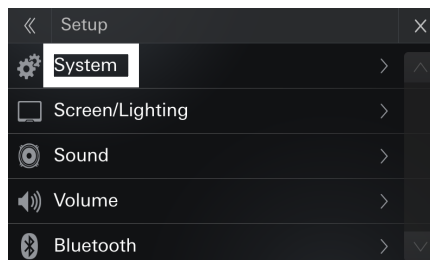 Setup
System
Screen/Lighting
Sound
Volume
Bluetooth